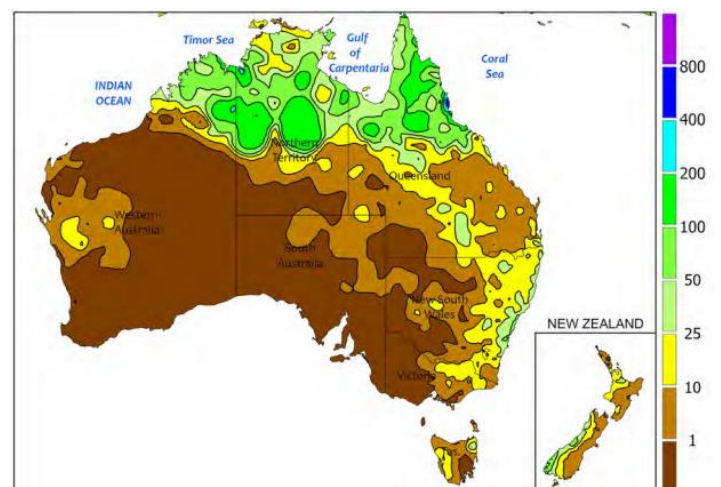 Timor Sea
Gulf
of
Carpentaria
Coral
Sea
INDIAN
OCEAN
Northern
Territory
Queensland
Western
Australia
South
Australia
New South
Wales
Victoria
Tas.
NEW ZEALAND
800
400
200
100
50
25
10
1